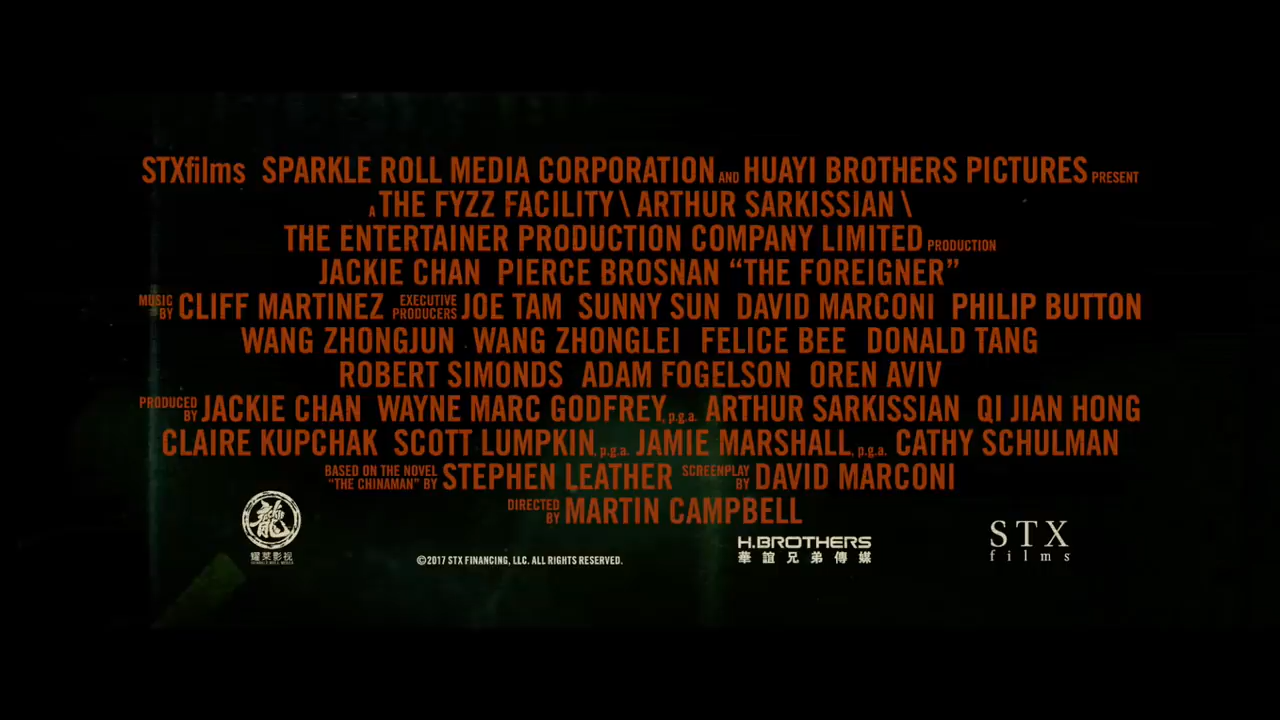 STXfilms SPARKLE ROLL MEDIA CORPORATION AND HUAYI BROTHERS PICTURES PRESENT
A THE FYZZ FACILITY \ ARTHUR SARKISSIAN \
THE ENTERTAINER PRODUCTION COMPANY LIMITED PRODUCTION
JACKIE CHAN PIERCE BROSNAN “THE FOREIGNER”
MUSIC BY CLIFF MARTINEZ EXECUTIVE PRODUCERS JOE TAM SUNNY SUN DAVID MARCONI PHILIP BUTTON
WANG ZHONGJUN WANG ZHONGLEI FELICE BEE DONALD TANG
ROBERT SIMONDS ADAM FOGELSON OREN AVIV
PRODUCED BY JACKIE CHAN WAYNE MARC GODFREY, p.g.a. ARTHUR SARKISSIAN QI JIAN HONG
CLAIRE KUPCHAK SCOTT LUMPKIN, p.g.a. JAMIE MARSHALL, p.g.a. CATHY SCHULMAN
BASED ON THE NOVEL “THE CHINAMAN” BY STEPHEN LEATHER SCREENPLAY BY DAVID MARCONI
DIRECTED BY MARTIN CAMPBELL
龍
耀莱影视
SPARKLE ROLL MEDIA
©2017 STX FINANCING, LLC. ALL RIGHTS RESERVED.
H.BROTHERS
華誼兄弟傳媒
STX
films